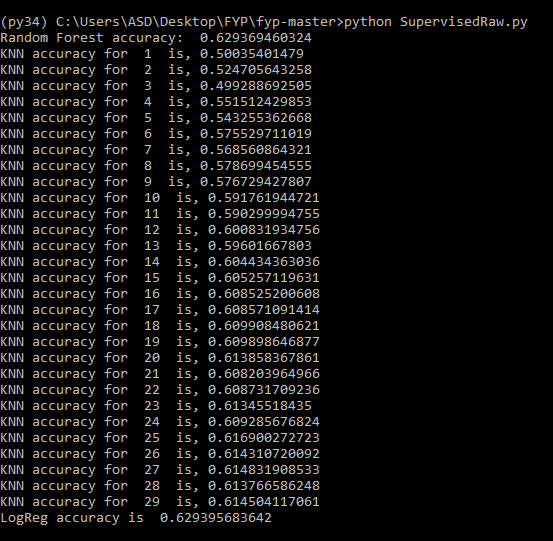 (py34) C:\Users\ASD\Desktop\FYP\fyp-master>python SupervisedRaw.py
Random Forest accuracy:  0.629369460324
KNN accuracy for  1  is, 0.50035401479
KNN accuracy for  2  is, 0.524705643258
KNN accuracy for  3  is, 0.499288692505
KNN accuracy for  4  is, 0.551512429853
KNN accuracy for  5  is, 0.543255362668
KNN accuracy for  6  is, 0.575529711019
KNN accuracy for  7  is, 0.568560864321
KNN accuracy for  8  is, 0.578699454555
KNN accuracy for  9  is, 0.576729427807
KNN accuracy for  10  is, 0.591761944721
KNN accuracy for  11  is, 0.590299994755
KNN accuracy for  12  is, 0.600831934756
KNN accuracy for  13  is, 0.59601667803
KNN accuracy for  14  is, 0.604434363036
KNN accuracy for  15  is, 0.605257119631
KNN accuracy for  16  is, 0.608525200608
KNN accuracy for  17  is, 0.608571091414
KNN accuracy for  18  is, 0.609908480621
KNN accuracy for  19  is, 0.609898646877
KNN accuracy for  20  is, 0.613858367861
KNN accuracy for  21  is, 0.608203964966
KNN accuracy for  22  is, 0.608731709236
KNN accuracy for  23  is, 0.61345518435
KNN accuracy for  24  is, 0.609285676824
KNN accuracy for  25  is, 0.616900272723
KNN accuracy for  26  is, 0.614310720092
KNN accuracy for  27  is, 0.614831908533
KNN accuracy for  28  is, 0.613766586248
KNN accuracy for  29  is, 0.614504117061
LogReg accuracy is  0.629395683642